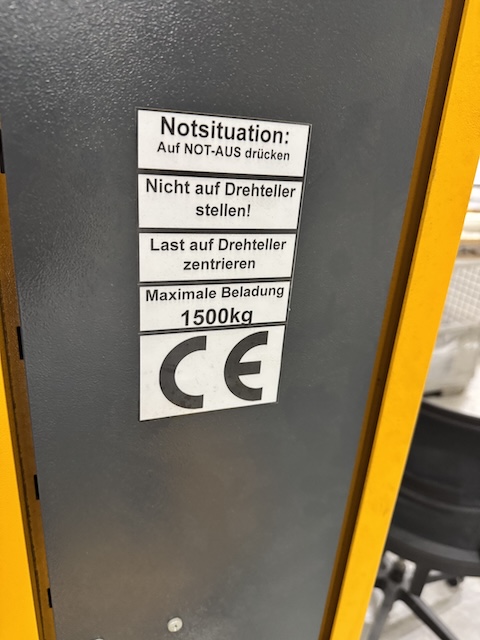 Notsituation:
Auf NOT-AUS drücken
Nicht auf Drehteller
stellen!
Last auf Drehteller
zentrieren
Maximale Beladung
1500kg
CE